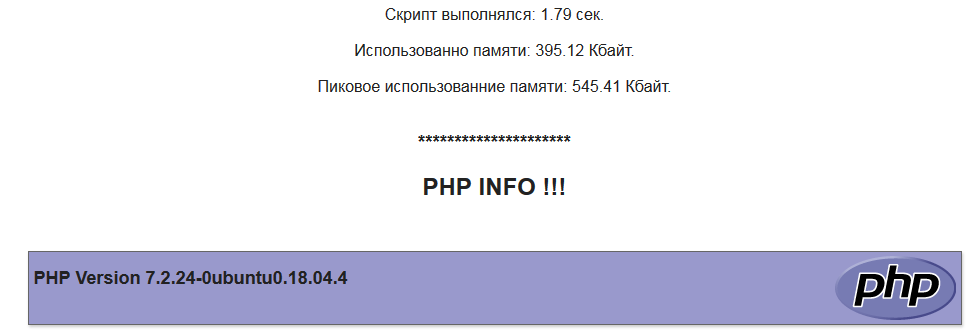 Скрипт выполнялся: 1.79 сек.
Использованно памяти: 395.12 Кбайт.
Пиковое использованние памяти: 545.41 Кбайт.
*********************
PHP INFO !!!
PHP Version 7.2.24-0ubuntu0.18.04.4
php